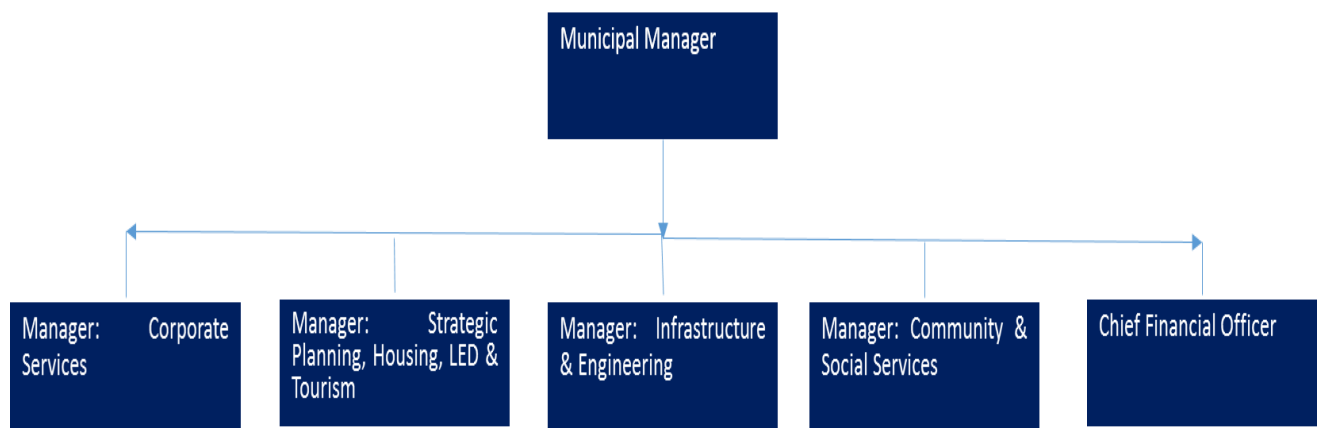 Municipal Manager
Manager: Corporate
Services
Manager: Strategic
Planning, Housing, LED &
Tourism
Manager: Infrastructure
& Engineering
Manager: Community &
Social Services
Chief Financial Officer